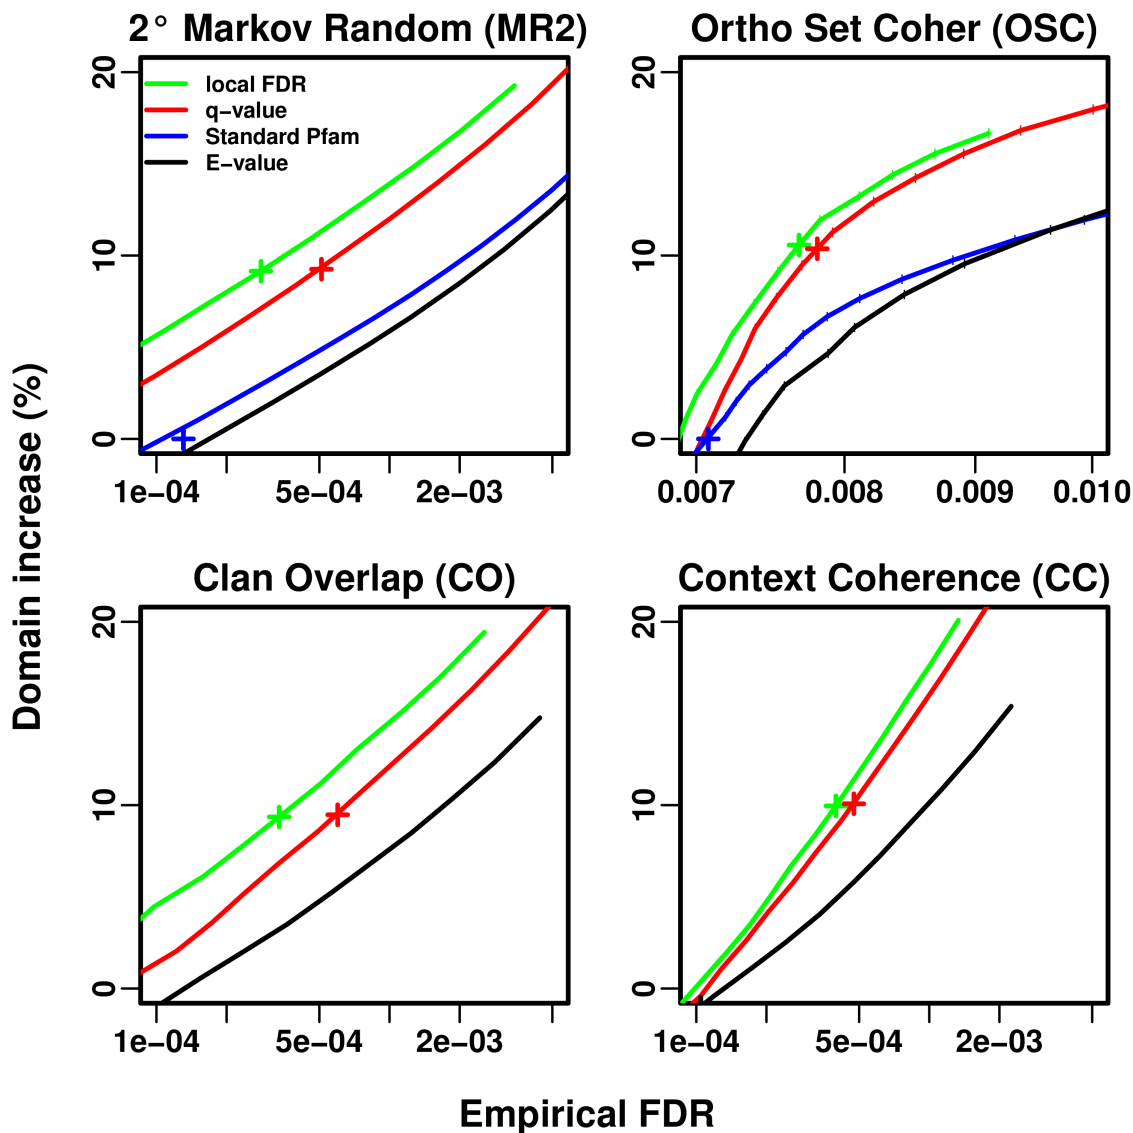 2° Markov Random (MR2)
Ortho Set Coher (OSC)
local FDR
q−value
Standard Pfam
E−value
20
10
0
1e−04 5e−04 2e−03
20
10
0
0.007 0.008 0.009 0.010
Clan Overlap (CO)
Context Coherence (CC)
20
10
0
1e−04 5e−04 2e−03
20
10
0
1e−04 5e−04 2e−03
Domain increase (%)
Empirical FDR